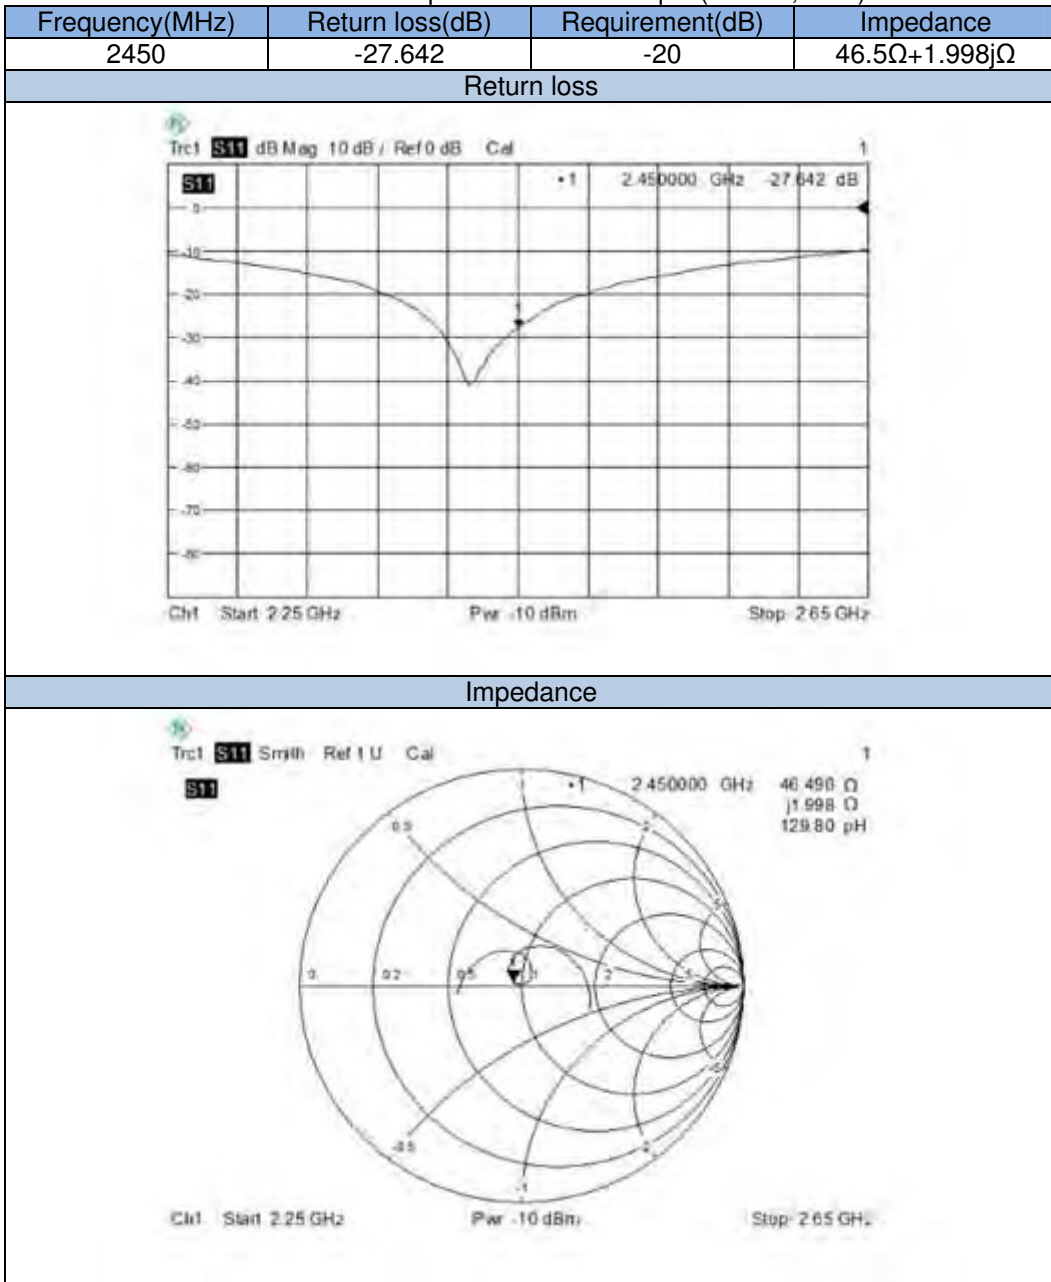 Frequency(MHz) Return loss(dB) Requirement(dB) Impedance
2450 -27.642 -20 46.5Ω+1.998jΩ
Return loss
Trc1 S11 dB Mag 10 dB / Ref 0 dB Cal 1
S11 •1 2.450000 GHz -27.642 dB
0
-10
-20
1
-30
-40
-50
-60
-70
-80
Ch1 Start 2.25 GHz Pwr -10 dBm Stop 2.65 GHz
Impedance
Trc1 S11 Smith Ref 1 U Cal 1
S11 •1 2.450000 GHz 46.496 Ω
j1.998 Ω
129.80 pH
0.5 2
5
0 0.2 0.5 1 2 5
-5
-0.5 -2
-1
Ch1 Start 2.25 GHz Pwr -10 dBm Stop 2.65 GHz